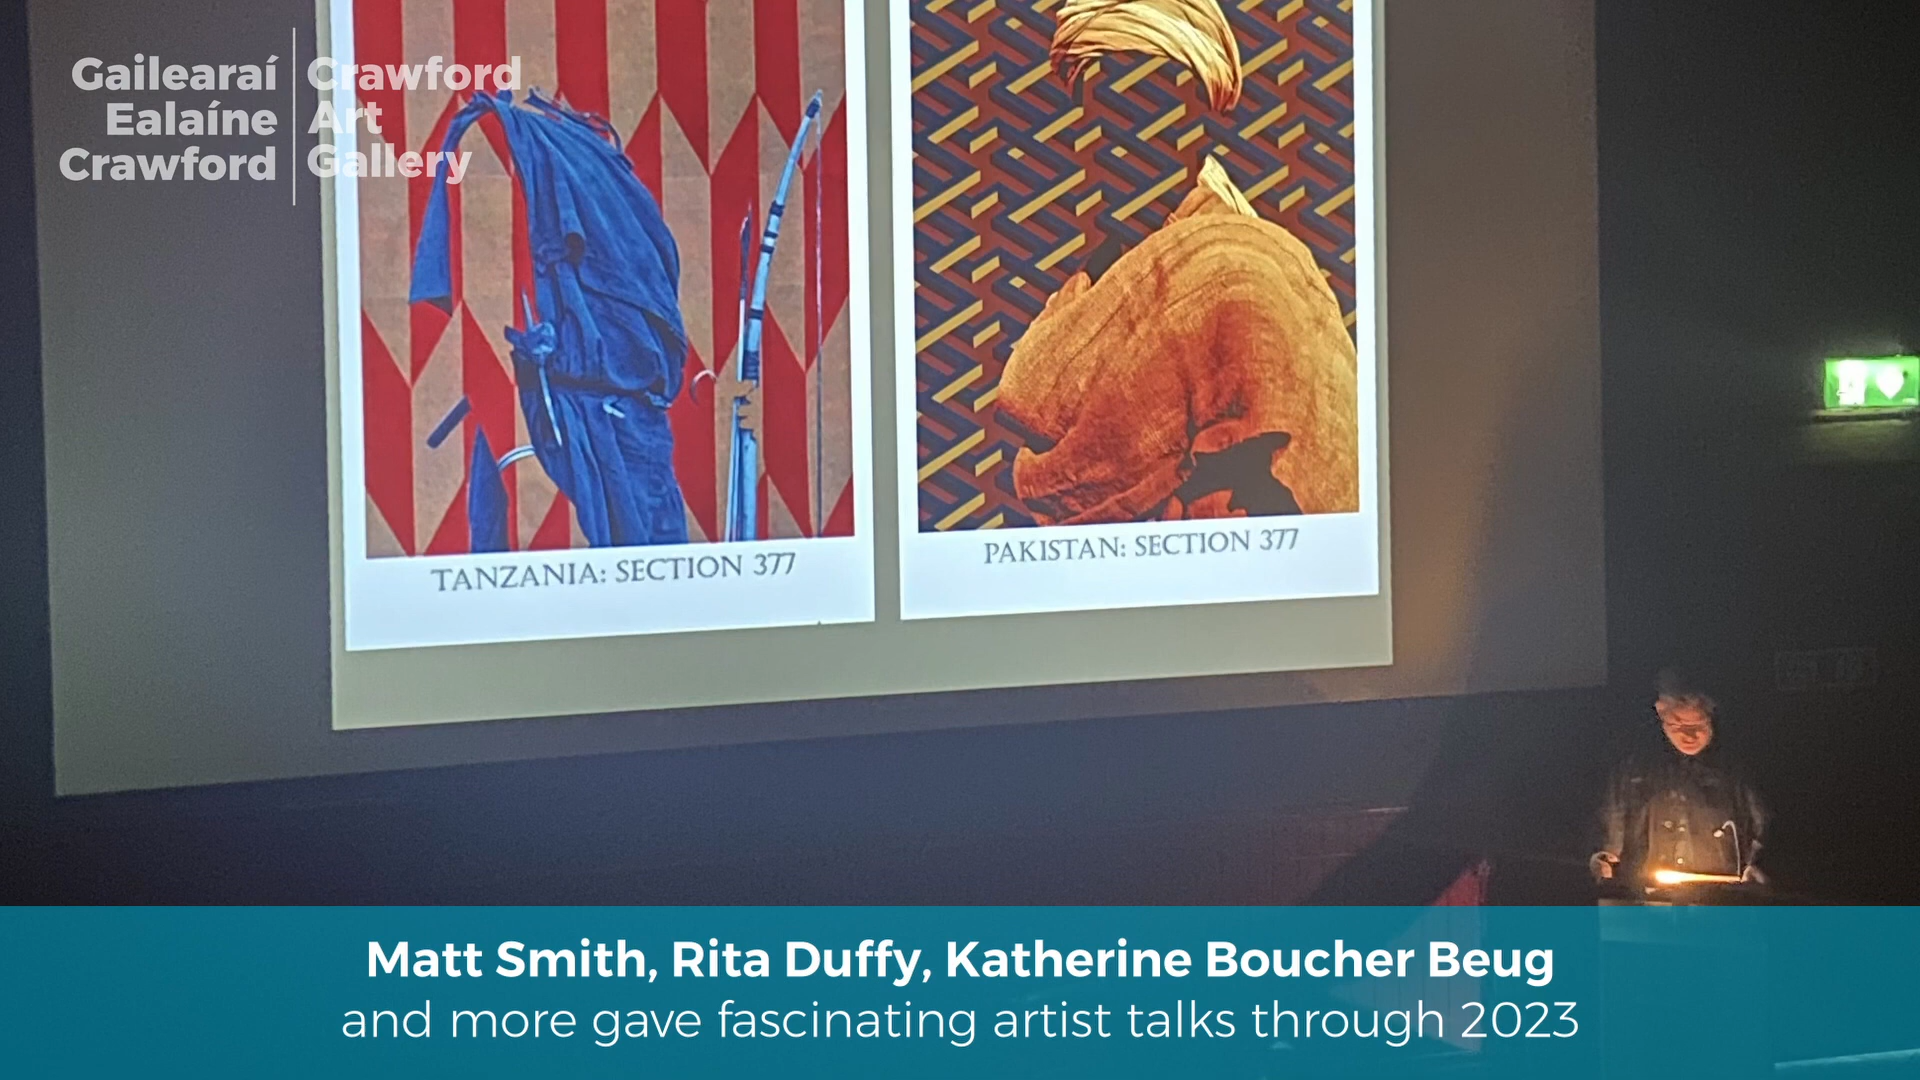 Gailearaí
Ealaíne
Crawford
Crawford
Art
Gallery
TANZANIA: SECTION 377
PAKISTAN: SECTION 377
Matt Smith, Rita Duffy, Katherine Boucher Beug
and more gave fascinating artist talks through 2023